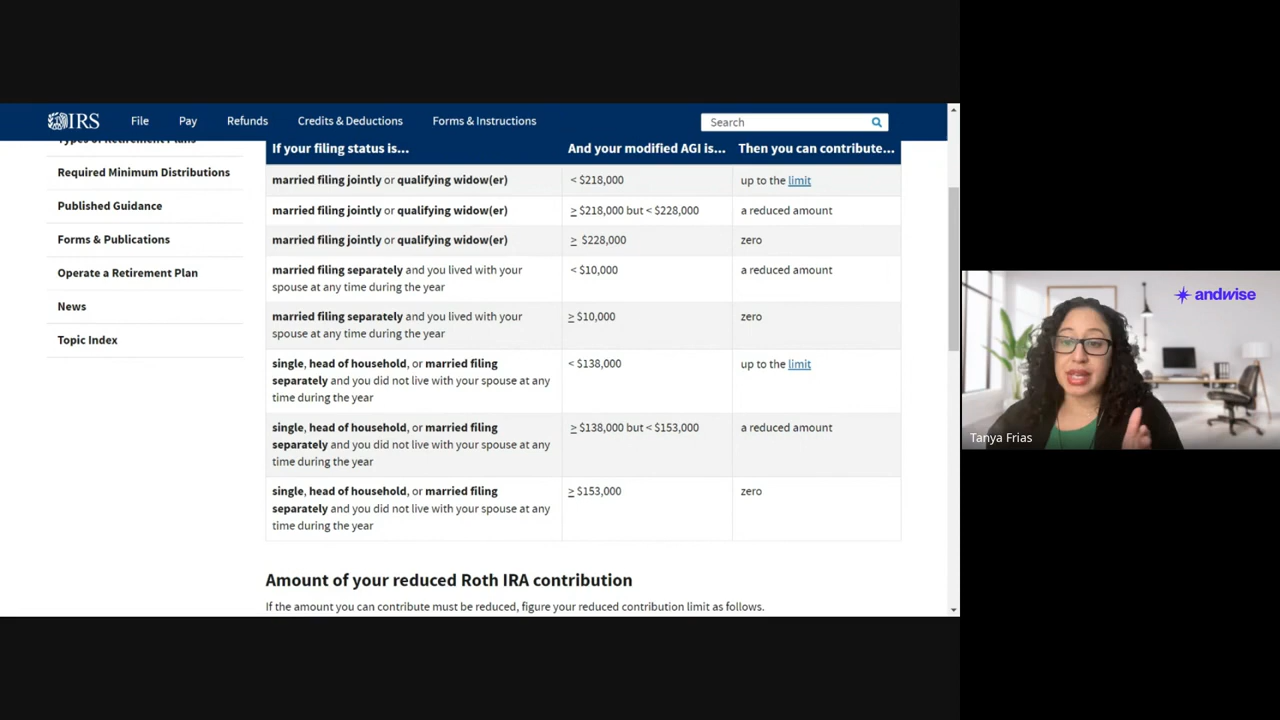 IRS
File
Pay
Refunds
Credits & Deductions
Forms & Instructions
Search
Types of Retirement Plans
Required Minimum Distributions
Published Guidance
Forms & Publications
Operate a Retirement Plan
News
Topic Index
If your filing status is...
And your modified AGI is...
Then you can contribute...
married filing jointly or qualifying widow(er)
< $218,000
up to the limit
married filing jointly or qualifying widow(er)
≥ $218,000 but < $228,000
a reduced amount
married filing jointly or qualifying widow(er)
≥ $228,000
zero
married filing separately and you lived with your
spouse at any time during the year
< $10,000
a reduced amount
married filing separately and you lived with your
spouse at any time during the year
≥ $10,000
zero
single, head of household, or married filing
separately and you did not live with your spouse at any
time during the year
< $138,000
up to the limit
single, head of household, or married filing
separately and you did not live with your spouse at any
time during the year
≥ $138,000 but < $153,000
a reduced amount
single, head of household, or married filing
separately and you did not live with your spouse at any
time during the year
≥ $153,000
zero
Amount of your reduced Roth IRA contribution
If the amount you can contribute must be reduced, figure your reduced contribution limit as follows.
andwise
Tanya Frias